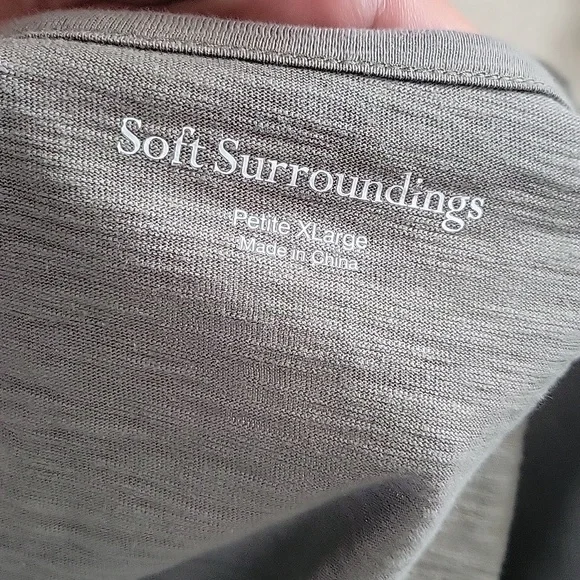 Soft Surroundings
Petite XLarge
Made in China